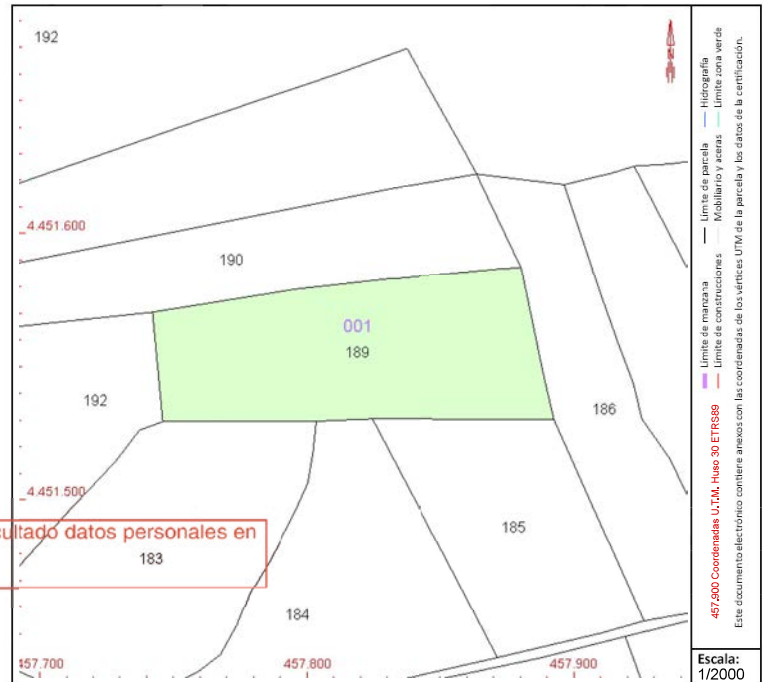 192
N
4.451.600
190
001
189
192
186
4.451.500
cultado datos personales en
183
185
184
457.700
457.800
457.900
Límite de manzana
Límite de parcela
Hidrografía
Límite de construcciones
Mobiliario y aceras
Límite zona verde
457.900 Coordenadas U.T.M. Huso 30 ETRS89
Este documento electrónico contiene anexos con las coordenadas de los vértices UTM de la parcela y los datos de la certificación.
Escala:
1/2000